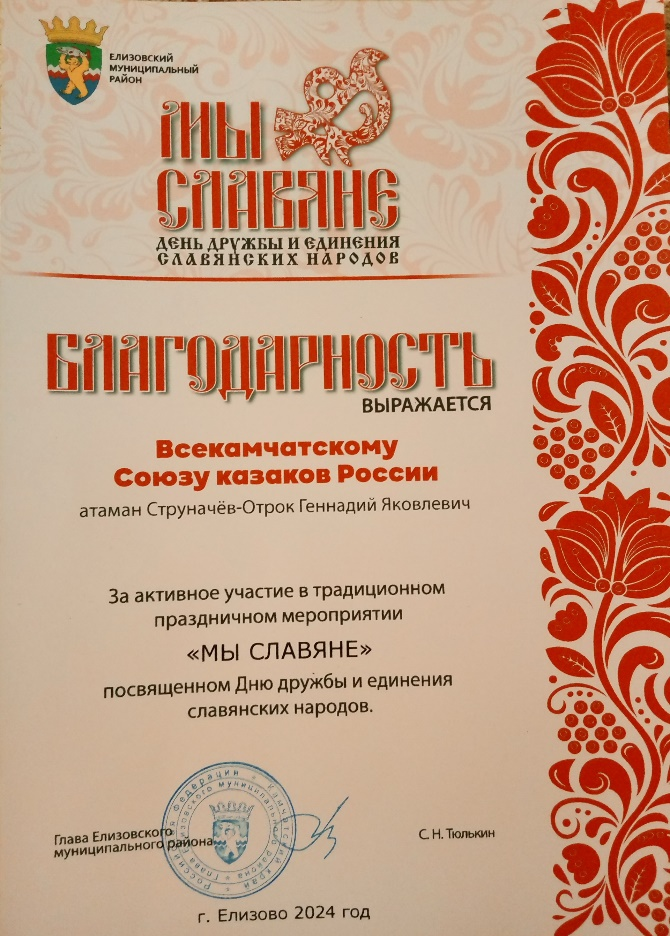 ЕЛИЗОВСКИЙ
МУНИЦИПАЛЬНЫЙ
РАЙОН
МЫ
СЛАВЯНЕ
ДЕНЬ ДРУЖБЫ И ЕДИНЕНИЯ
СЛАВЯНСКИХ НАРОДОВ
БЛАГОДАРНОСТЬ
ВЫРАЖАЕТСЯ
Всекамчатскому
Союзу казаков России
атаман Струначёв-Отрок Геннадий Яковлевич
За активное участие в традиционном
праздничном мероприятии
«МЫ СЛАВЯНЕ»
посвященном Дню дружбы и единения
славянских народов.
Российская Федерация * Камчатский край
Глава Елизовского муниципального района
Глава Елизовского
муниципального района
С. Н. Тюлькин
г. Елизово 2024 год